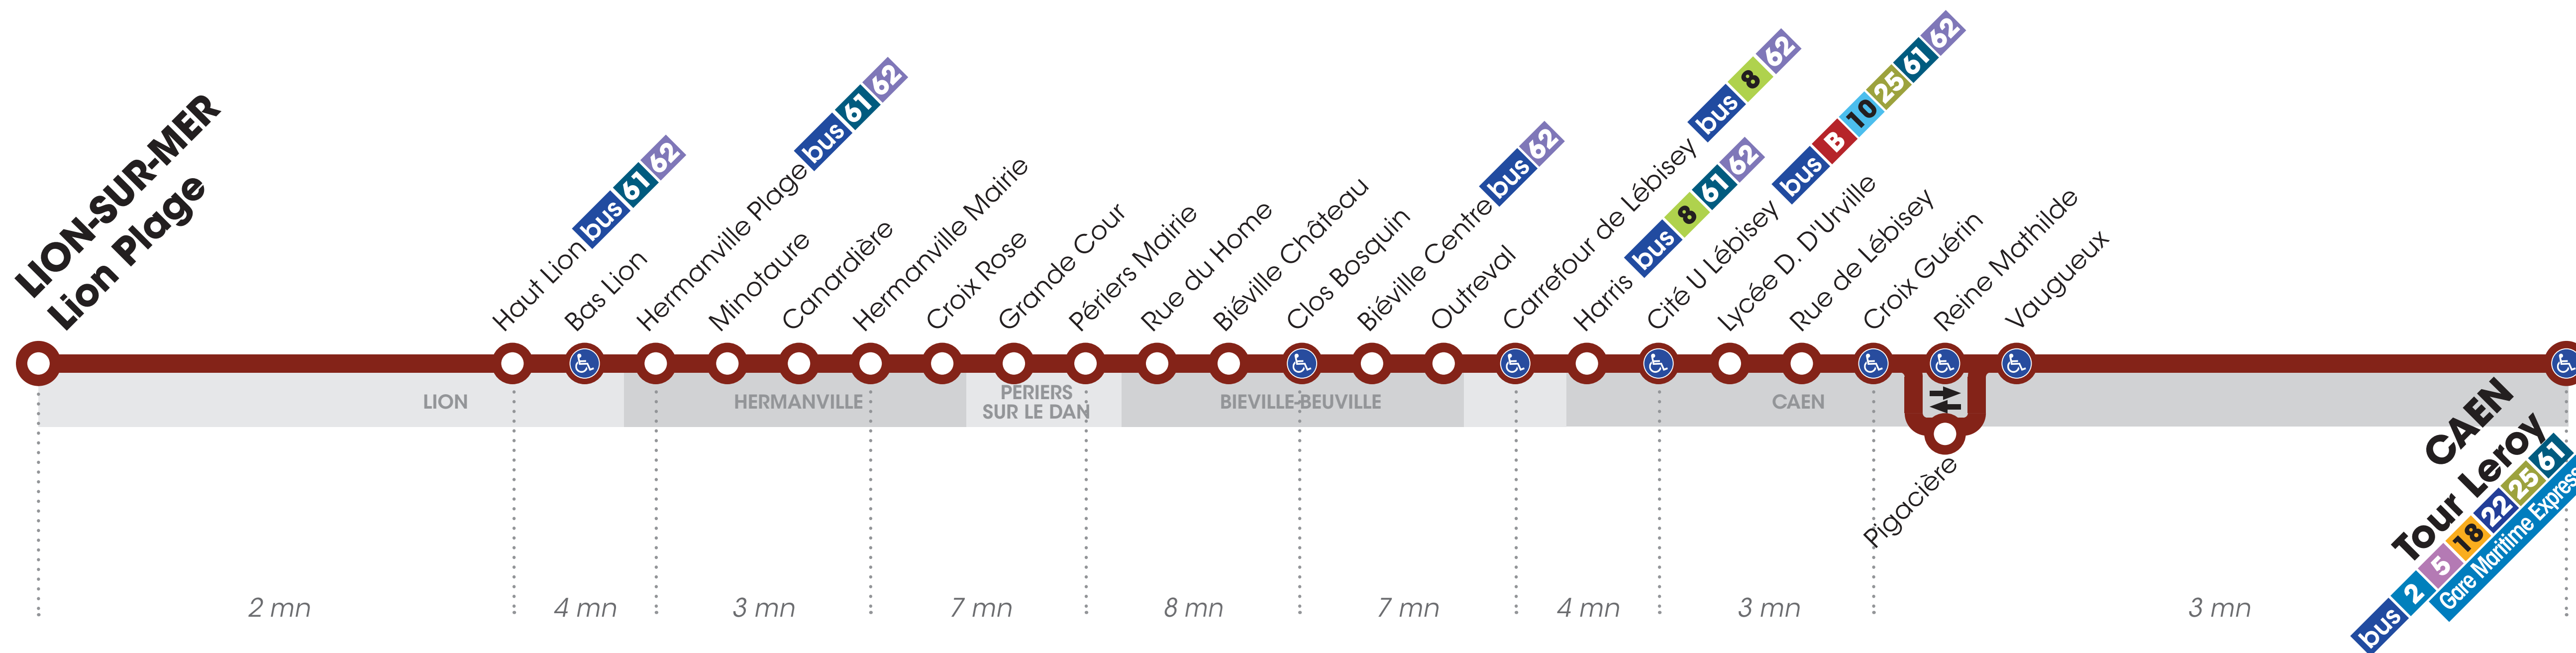 LION-SUR-MER
Lion Plage
Haut Lion bus 61 62
Bas Lion
Hermanville Plage bus 61 62
Minotaure
Canardière
Hermanville Mairie
Croix Rose
Grande Cour
Périers Mairie
Rue du Home
Biéville Château
Clos Bosquin
Biéville Centre bus 62
Outreval
Carrefour de Lébisey bus 8 62
Harris bus 8 61 62
Cité U Lébisey bus B 10 25 61 62
Lycée D. D'Urville
Rue de Lébisey
Croix Guérin
Reine Mathilde
Vaugueux
LION
HERMANVILLE
PERIERS
SUR LE DAN
BIEVILLE-BEUVILLE
CAEN
Pigacière
CAEN
Tour Leroy
bus 2 5 18 22 25 61
Gare Maritime Express
2 mn
4 mn
3 mn
7 mn
8 mn
7 mn
4 mn
3 mn
3 mn